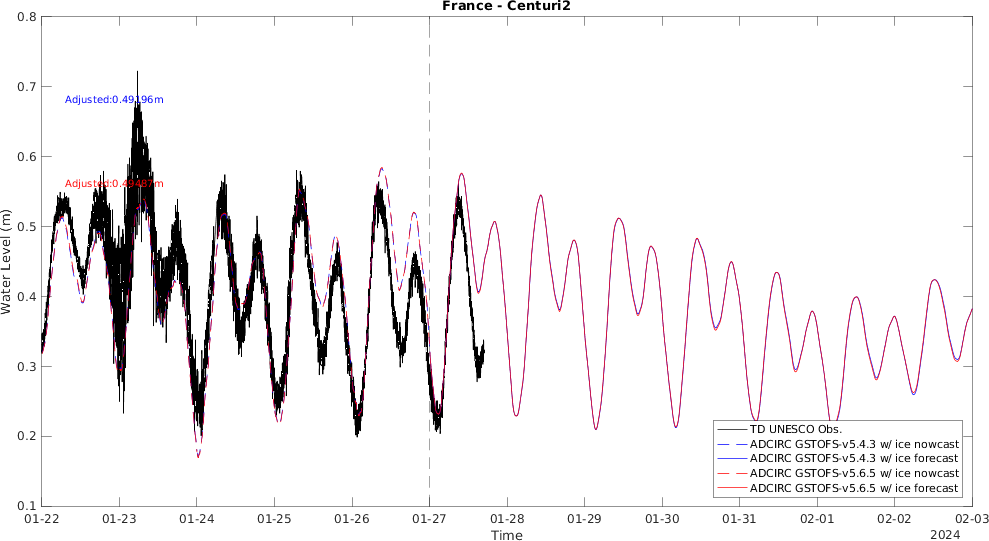 France - Centuri2
0.8
0.7
0.6
0.5
0.4
0.3
0.2
0.1
Water Level (m)
Adjusted:0.49196m
Adjusted:0.49487m
TD UNESCO Obs.
ADCIRC GSTOFS-v5.4.3 w/ ice nowcast
ADCIRC GSTOFS-v5.4.3 w/ ice forecast
ADCIRC GSTOFS-v5.6.5 w/ ice nowcast
ADCIRC GSTOFS-v5.6.5 w/ ice forecast
01-22 01-23 01-24 01-25 01-26 01-27 01-28 01-29 01-30 01-31 02-01 02-02 02-03
Time
2024